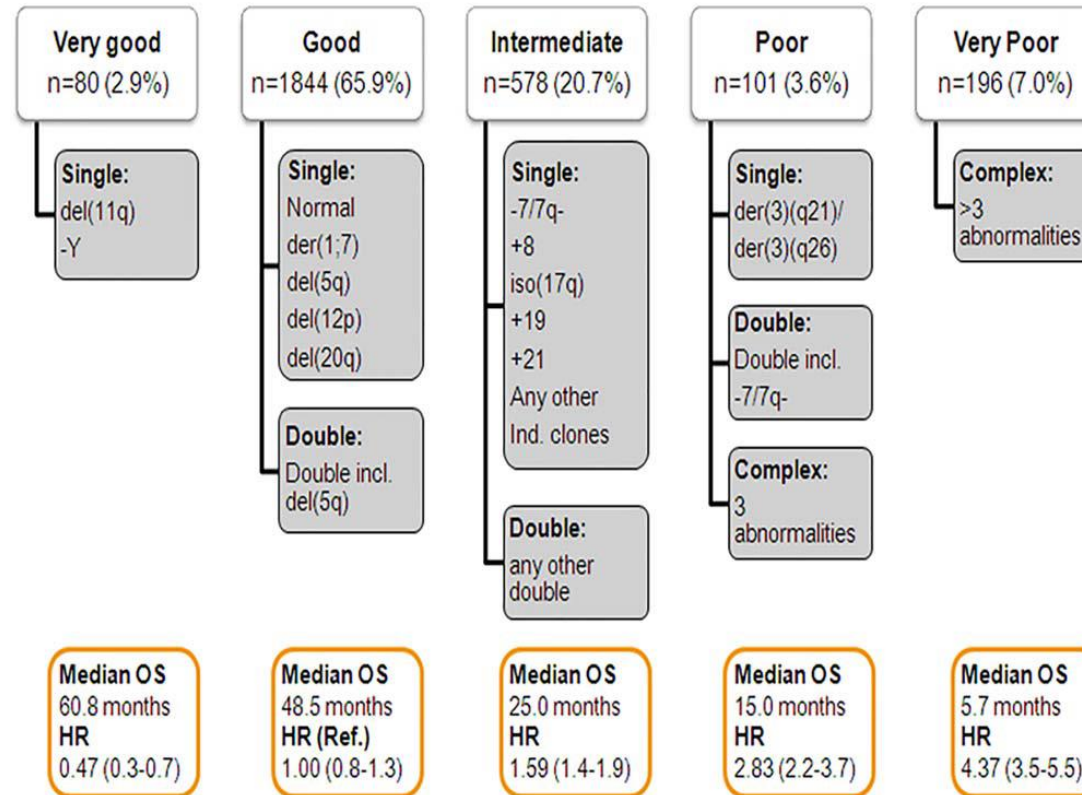 Very good
n=80 (2.9%)
Single:
del(11q)
-Y
Median OS
60.8 months
HR
0.47 (0.3-0.7)
Good
n=1844 (65.9%)
Single:
Normal
der(1;7)
del(5q)
del(12p)
del(20q)
Double:
Double incl.
del(5q)
Median OS
48.5 months
HR (Ref.)
1.00 (0.8-1.3)
Intermediate
n=578 (20.7%)
Single:
-7/7q-
+8
iso(17q)
+19
+21
Any other
Ind. clones
Double:
any other
double
Median OS
25.0 months
HR
1.59 (1.4-1.9)
Poor
n=101 (3.6%)
Single:
der(3)(q21)/
der(3)(q26)
Double:
Double incl.
-7/7q-
Complex:
3
abnormalities
Median OS
15.0 months
HR
2.83 (2.2-3.7)
Very Poor
n=196 (7.0%)
Complex:
>3
abnormalities
Median OS
5.7 months
HR
4.37 (3.5-5.5)